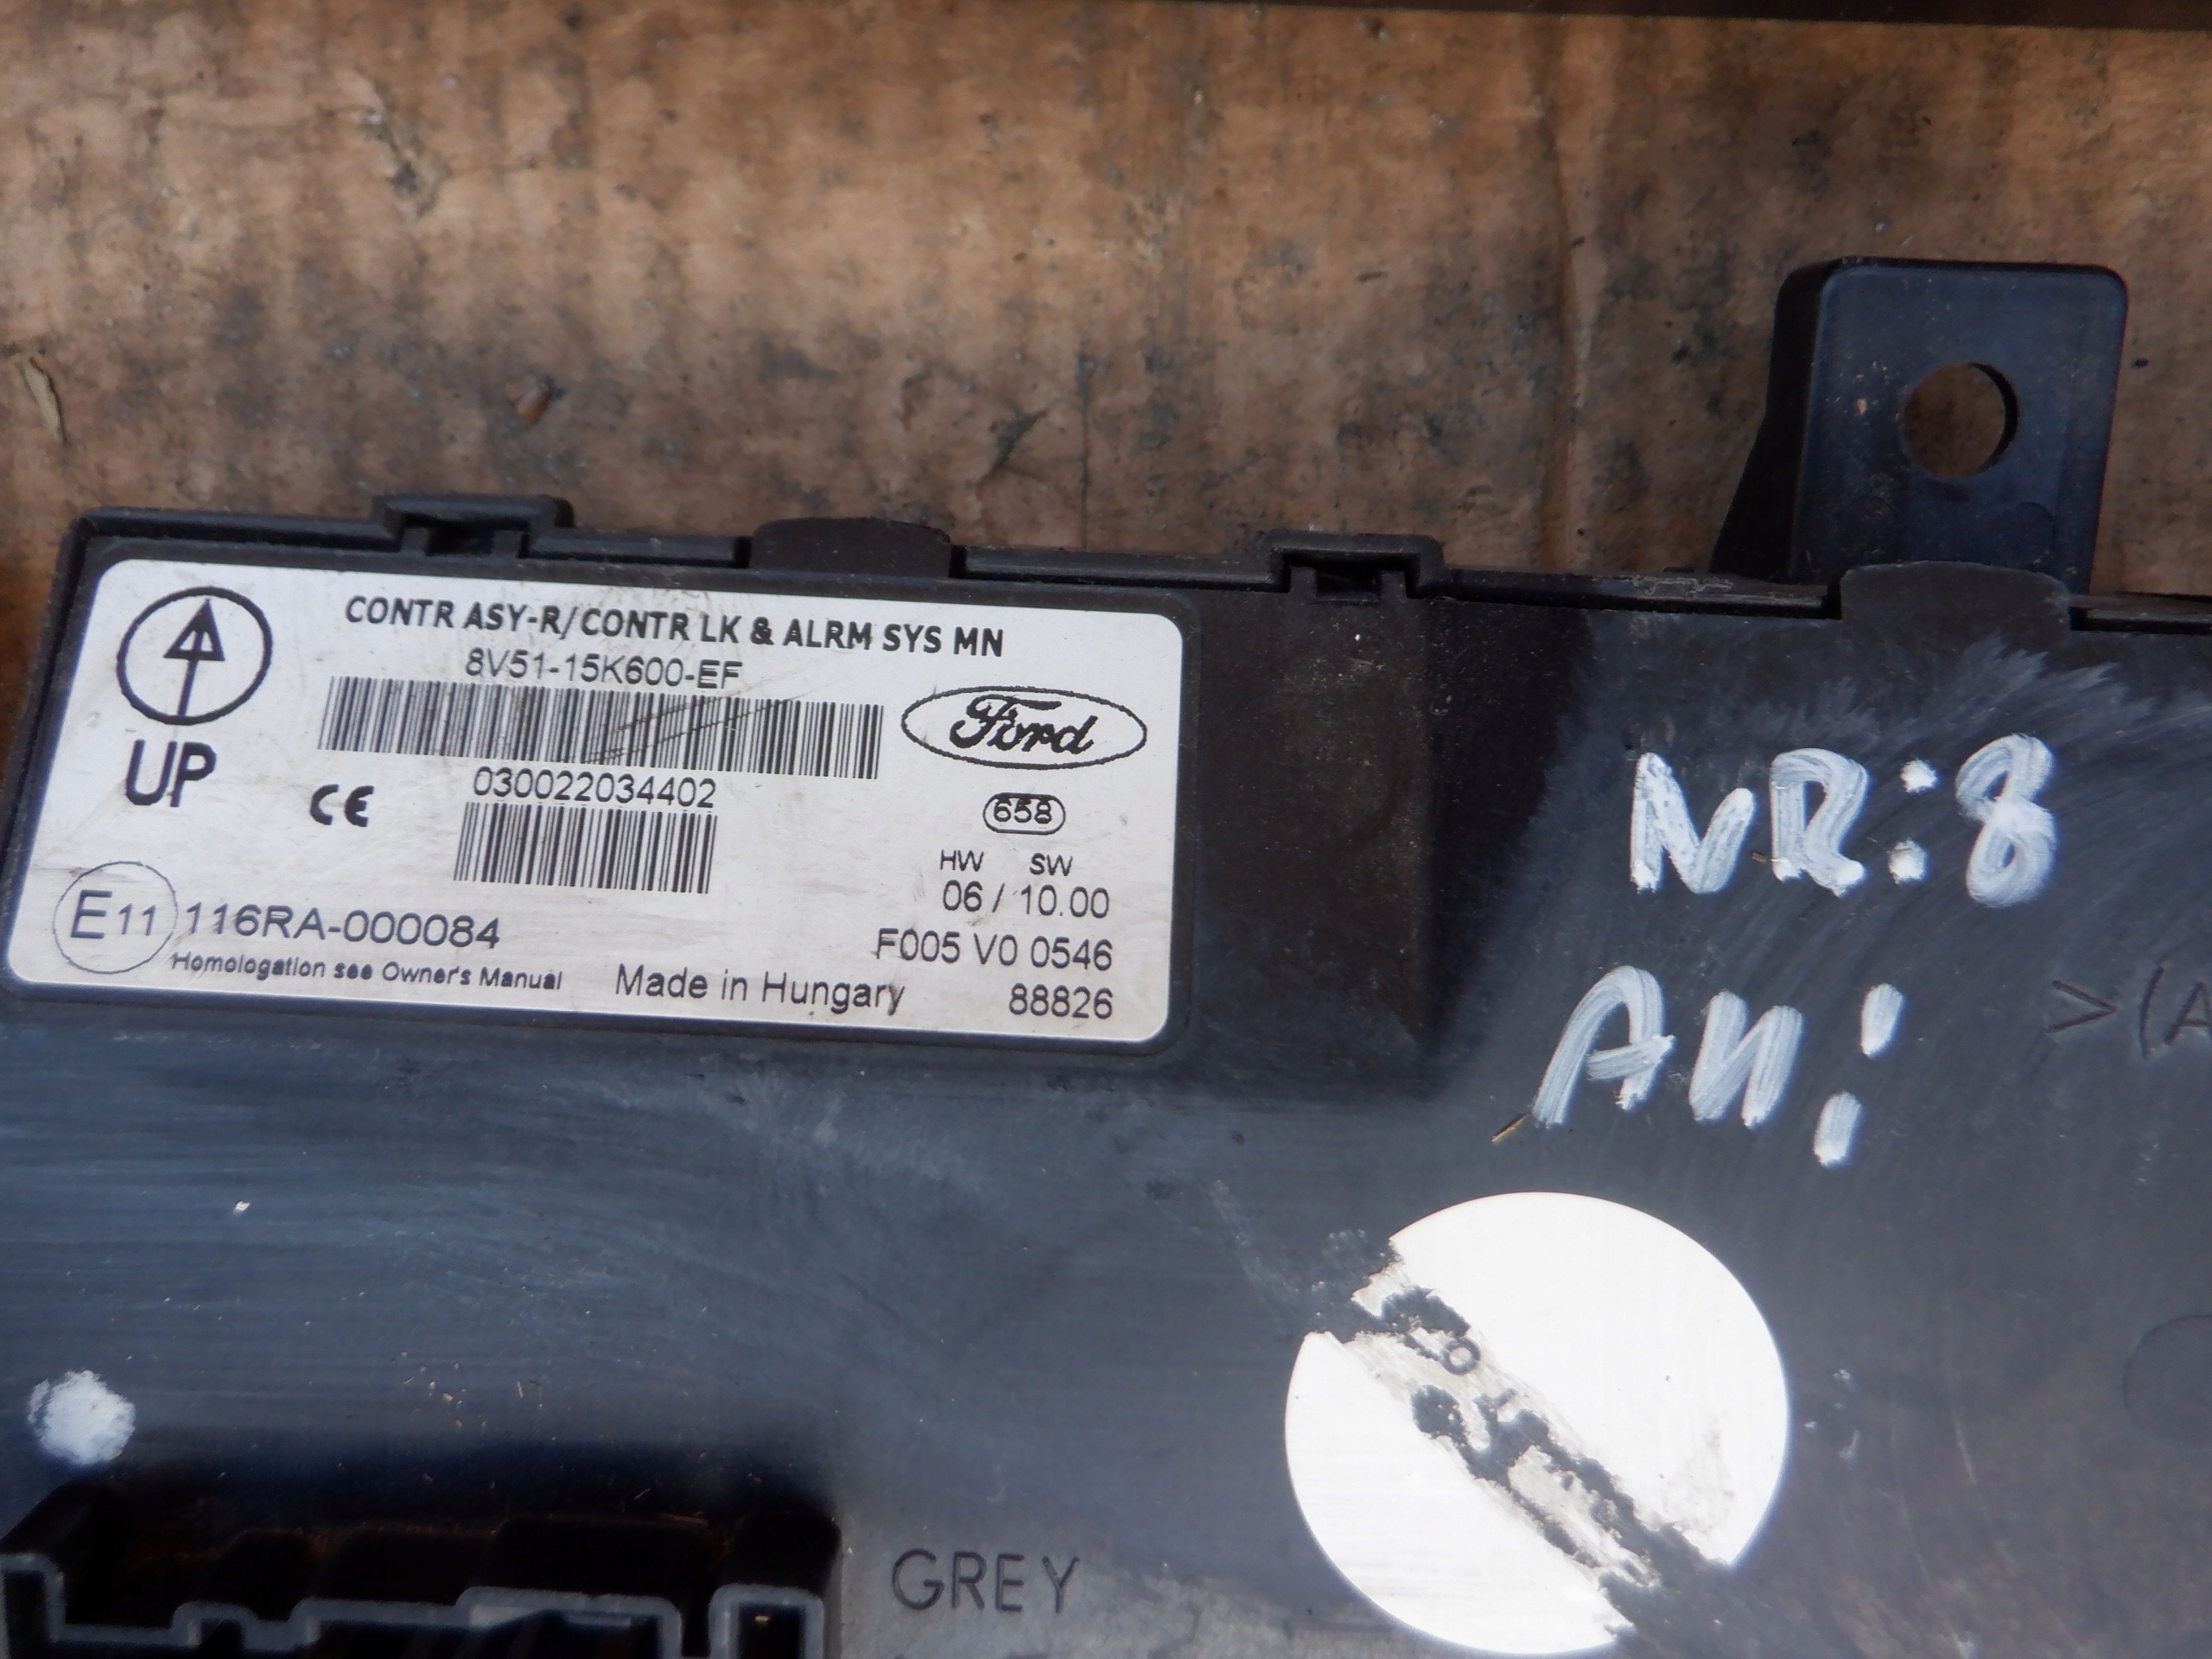 CONTR ASY-R/CONTR LK & ALRM SYS MN
8V51-15K600-EF
Ford
UP
CE
030022034402
658
HW SW
06 / 10.00
E11 116RA-000084
F005 V0 0546
Homologation see Owner's Manual
Made in Hungary
88826
NR:8
AN:
>(A
GREY